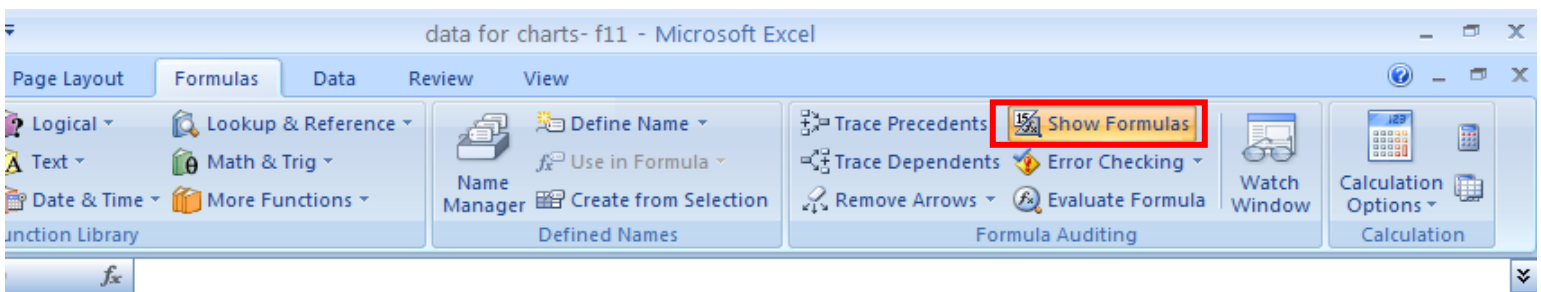 data for charts- f11 - Microsoft Excel
Page Layout Formulas Data Review View
Logical Lookup & Reference Define Name Trace Precedents Show Formulas
Text Math & Trig Use in Formula Trace Dependents Error Checking
Date & Time More Functions Name Manager Create from Selection Remove Arrows Evaluate Formula Watch Window Calculation Options
unction Library Defined Names Formula Auditing Calculation
fx